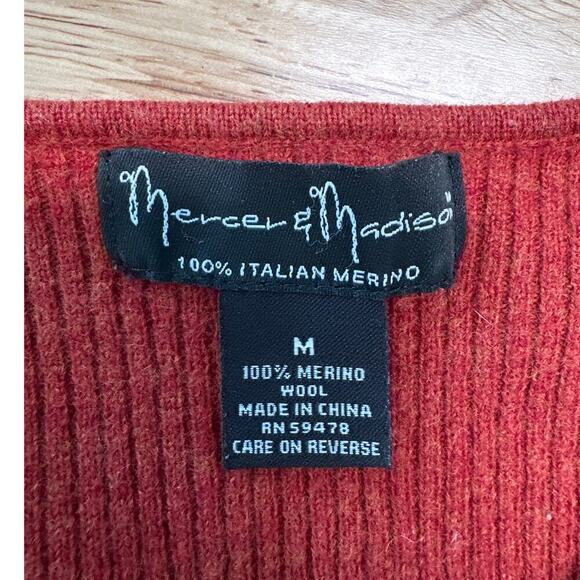 Mercer & Madison
100% ITALIAN MERINO
M
100% MERINO
WOOL
MADE IN CHINA
RN 59478
CARE ON REVERSE